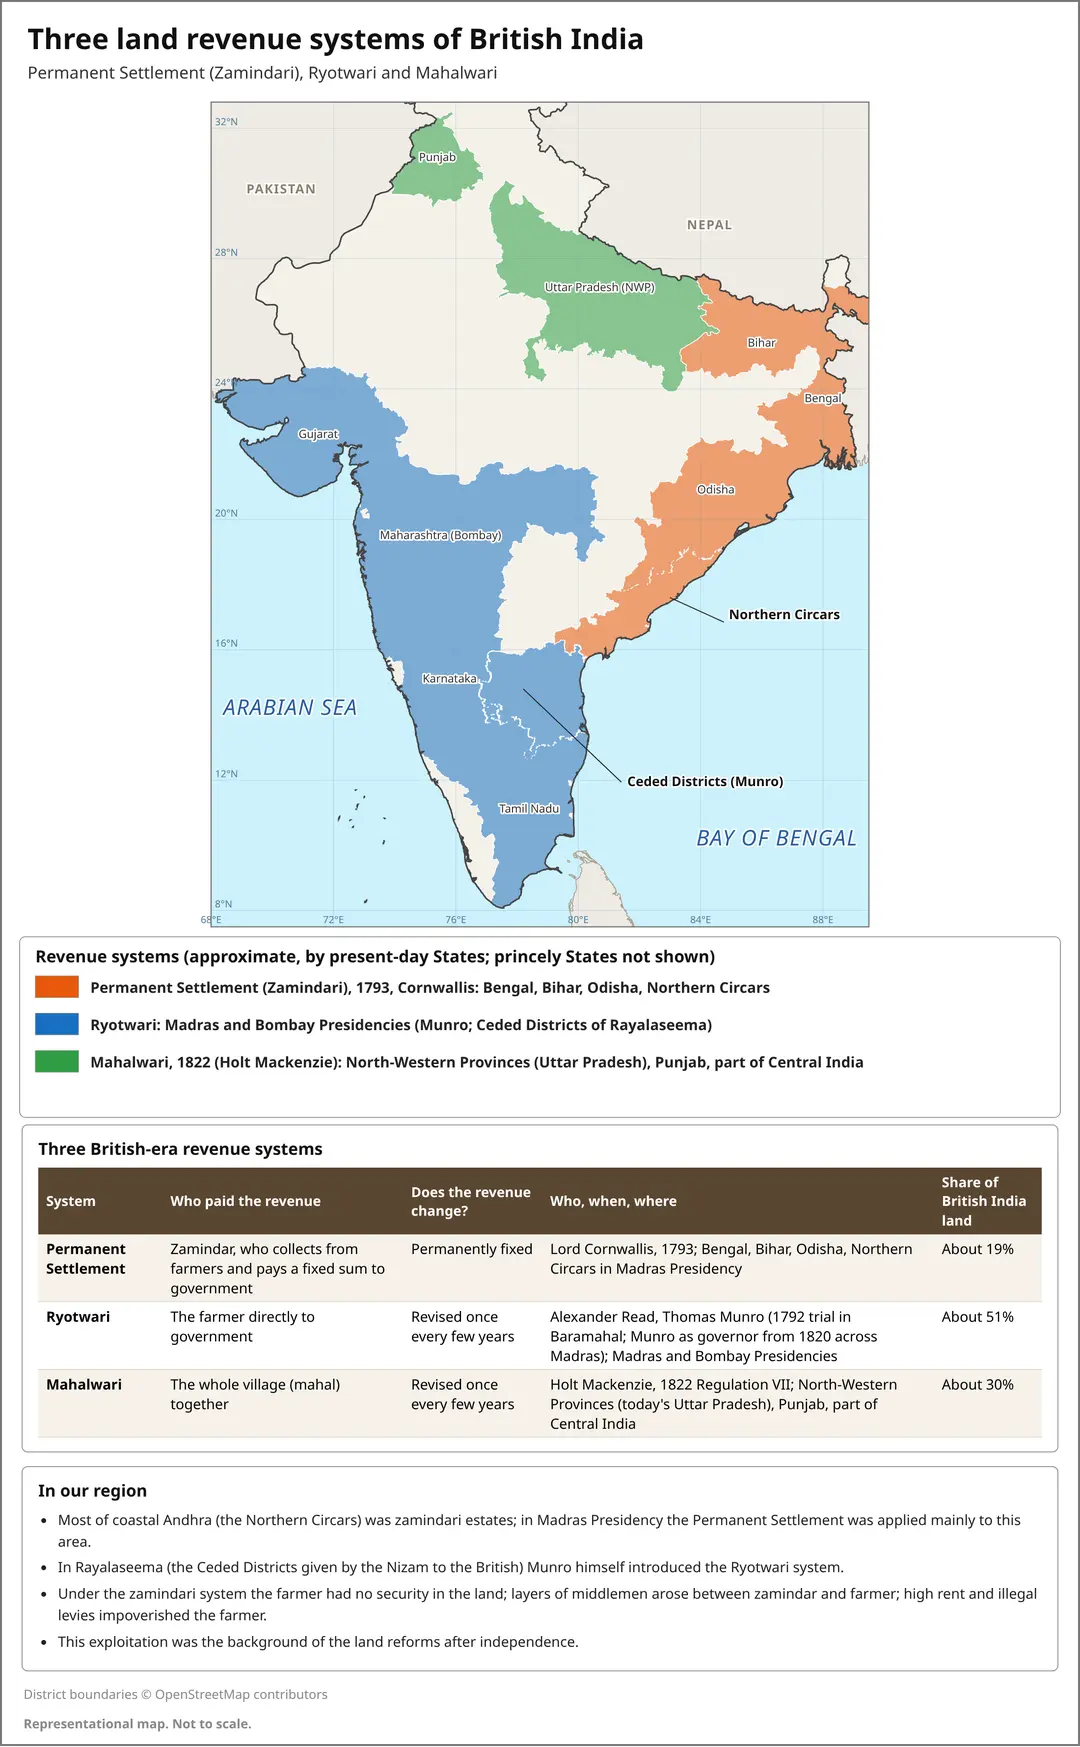 Three land revenue systems of British India
Permanent Settlement (Zamindari), Ryotwari and Mahalwari
32°N
Punjab
PAKISTAN
NEPAL
28°N
Uttar Pradesh (NWP)
Bihar
24°N
Bengal
Gujarat
Odisha
20°N
Maharashtra (Bombay)
Northern Circars
16°N
Karnataka
ARABIAN SEA
12°N
Ceded Districts (Munro)
Tamil Nadu
BAY OF BENGAL
8°N
68°E
72°E
76°E
80°E
84°E
88°E
Revenue systems (approximate, by present-day States; princely States not shown)
Permanent Settlement (Zamindari), 1793, Cornwallis: Bengal, Bihar, Odisha, Northern Circars
Ryotwari: Madras and Bombay Presidencies (Munro; Ceded Districts of Rayalaseema)
Mahalwari, 1822 (Holt Mackenzie): North-Western Provinces (Uttar Pradesh), Punjab, part of Central India
Three British-era revenue systems
System
Who paid the revenue
Does the revenue
change?
Who, when, where
Share of
British India
land
Permanent
Settlement
Zamindar, who collects from
farmers and pays a fixed sum to
government
Permanently fixed
Lord Cornwallis, 1793; Bengal, Bihar, Odisha, Northern
Circars in Madras Presidency
About 19%
Ryotwari
The farmer directly to
government
Revised once
every few years
Alexander Read, Thomas Munro (1792 trial in
Baramahal; Munro as governor from 1820 across
Madras); Madras and Bombay Presidencies
About 51%
Mahalwari
The whole village (mahal)
together
Revised once
every few years
Holt Mackenzie, 1822 Regulation VII; North-Western
Provinces (today's Uttar Pradesh), Punjab, part of
Central India
About 30%
In our region
• Most of coastal Andhra (the Northern Circars) was zamindari estates; in Madras Presidency the Permanent Settlement was applied mainly to this
area.
• In Rayalaseema (the Ceded Districts given by the Nizam to the British) Munro himself introduced the Ryotwari system.
• Under the zamindari system the farmer had no security in the land; layers of middlemen arose between zamindar and farmer; high rent and illegal
levies impoverished the farmer.
• This exploitation was the background of the land reforms after independence.
District boundaries © OpenStreetMap contributors
Representational map. Not to scale.